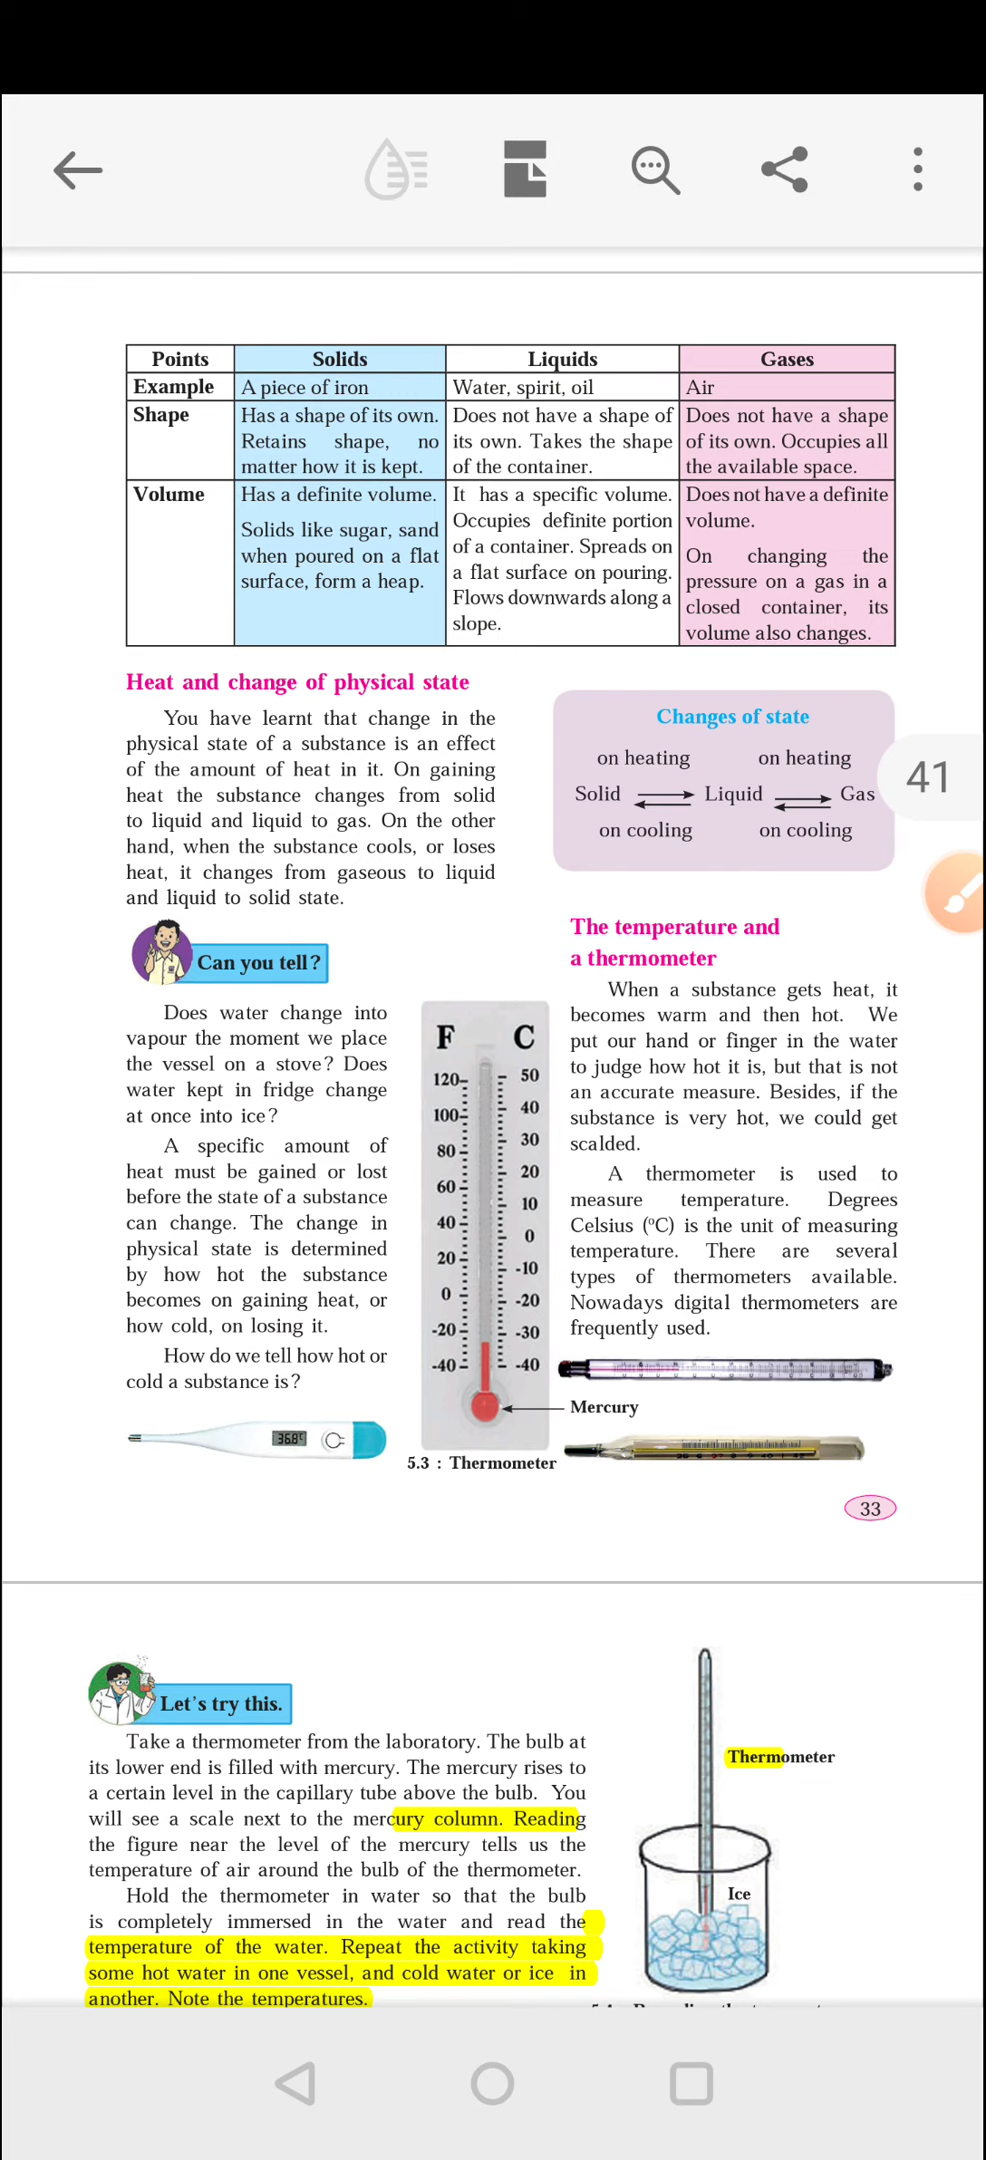 Points Solids Liquids Gases
Example A piece of iron Water, spirit, oil Air
Shape
Has a shape of its own.
Retains shape, no
matter how it is kept.
Does not have a shape of
its own. Takes the shape
of the container.
Does not have a shape
of its own. Occupies all
the available space.
Volume
Has a definite volume.
Solids like sugar, sand
when poured on a flat
surface, form a heap.
It has a specific volume.
Occupies definite portion
of a container. Spreads on
a flat surface on pouring.
Flows downwards along a
slope.
Does not have a definite
volume.
On changing the
pressure on a gas in a
closed container, its
volume also changes.
Heat and change of physical state
You have learnt that change in the
physical state of a substance is an effect
of the amount of heat in it. On gaining
heat the substance changes from solid
to liquid and liquid to gas. On the other
hand, when the substance cools, or loses
heat, it changes from gaseous to liquid
and liquid to solid state.
Changes of state
on heating on heating
Solid Liquid Gas
on cooling on cooling
41
Can you tell?
Does water change into
vapour the moment we place
the vessel on a stove? Does
water kept in fridge change
at once into ice?
A specific amount of
heat must be gained or lost
before the state of a substance
can change. The change in
physical state is determined
by how hot the substance
becomes on gaining heat, or
how cold, on losing it.
How do we tell how hot or
cold a substance is?
36.8°C
F C
120 50
100 40
80 30
20
60 10
40 0
20 -10
0 -20
-20 -30
-40 -40
Mercury
5.3 : Thermometer
The temperature and
a thermometer
When a substance gets heat, it
becomes warm and then hot. We
put our hand or finger in the water
to judge how hot it is, but that is not
an accurate measure. Besides, if the
substance is very hot, we could get
scalded.
A thermometer is used to
measure temperature. Degrees
Celsius (°C) is the unit of measuring
temperature. There are several
types of thermometers available.
Nowadays digital thermometers are
frequently used.
33
Let's try this.
Take a thermometer from the laboratory. The bulb at
its lower end is filled with mercury. The mercury rises to
a certain level in the capillary tube above the bulb. You
will see a scale next to the mercury column. Reading
the figure near the level of the mercury tells us the
temperature of air around the bulb of the thermometer.
Hold the thermometer in water so that the bulb
is completely immersed in the water and read the
temperature of the water. Repeat the activity taking
some hot water in one vessel, and cold water or ice in
another. Note the temperatures.
Thermometer
Ice